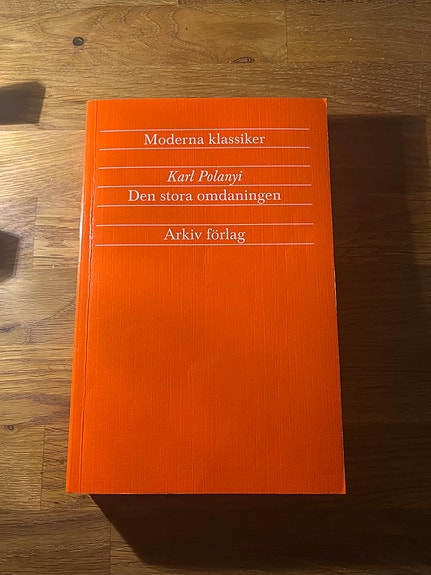 Moderna klassiker
Karl Polanyi
Den stora omdaningen
Arkiv förlag